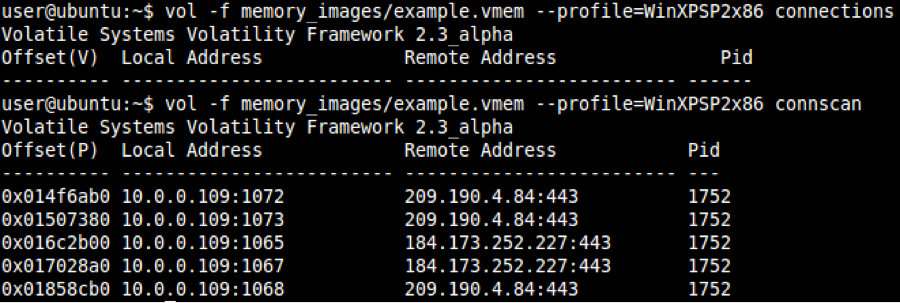 user@ubuntu:~$ vol -f memory_images/example.vmem --profile=WinXPSP2x86 connections
Volatile Systems Volatility Framework 2.3_alpha
Offset(V)  Local Address             Remote Address            Pid
---------- ------------------------- ------------------------- ------
user@ubuntu:~$ vol -f memory_images/example.vmem --profile=WinXPSP2x86 connscan
Volatile Systems Volatility Framework 2.3_alpha
Offset(P)  Local Address             Remote Address            Pid
---------- ------------------------- ------------------------- ---
0x014f6ab0 10.0.0.109:1072           209.190.4.84:443          1752
0x01507380 10.0.0.109:1073           209.190.4.84:443          1752
0x016c2b00 10.0.0.109:1065           184.173.252.227:443       1752
0x017028a0 10.0.0.109:1067           184.173.252.227:443       1752
0x01858cb0 10.0.0.109:1068           209.190.4.84:443          1752